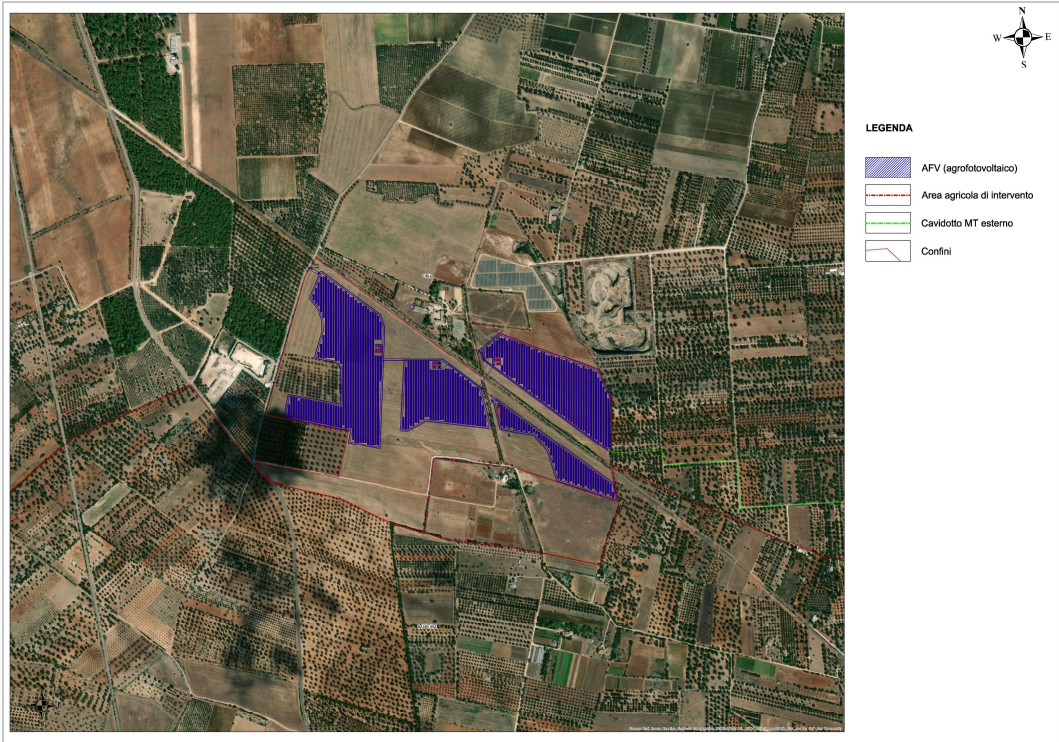 N
W E
S
LEGENDA
AFV (agrofotovoltaico)
Area agricola di intervento
Cavidotto MT esterno
Confini